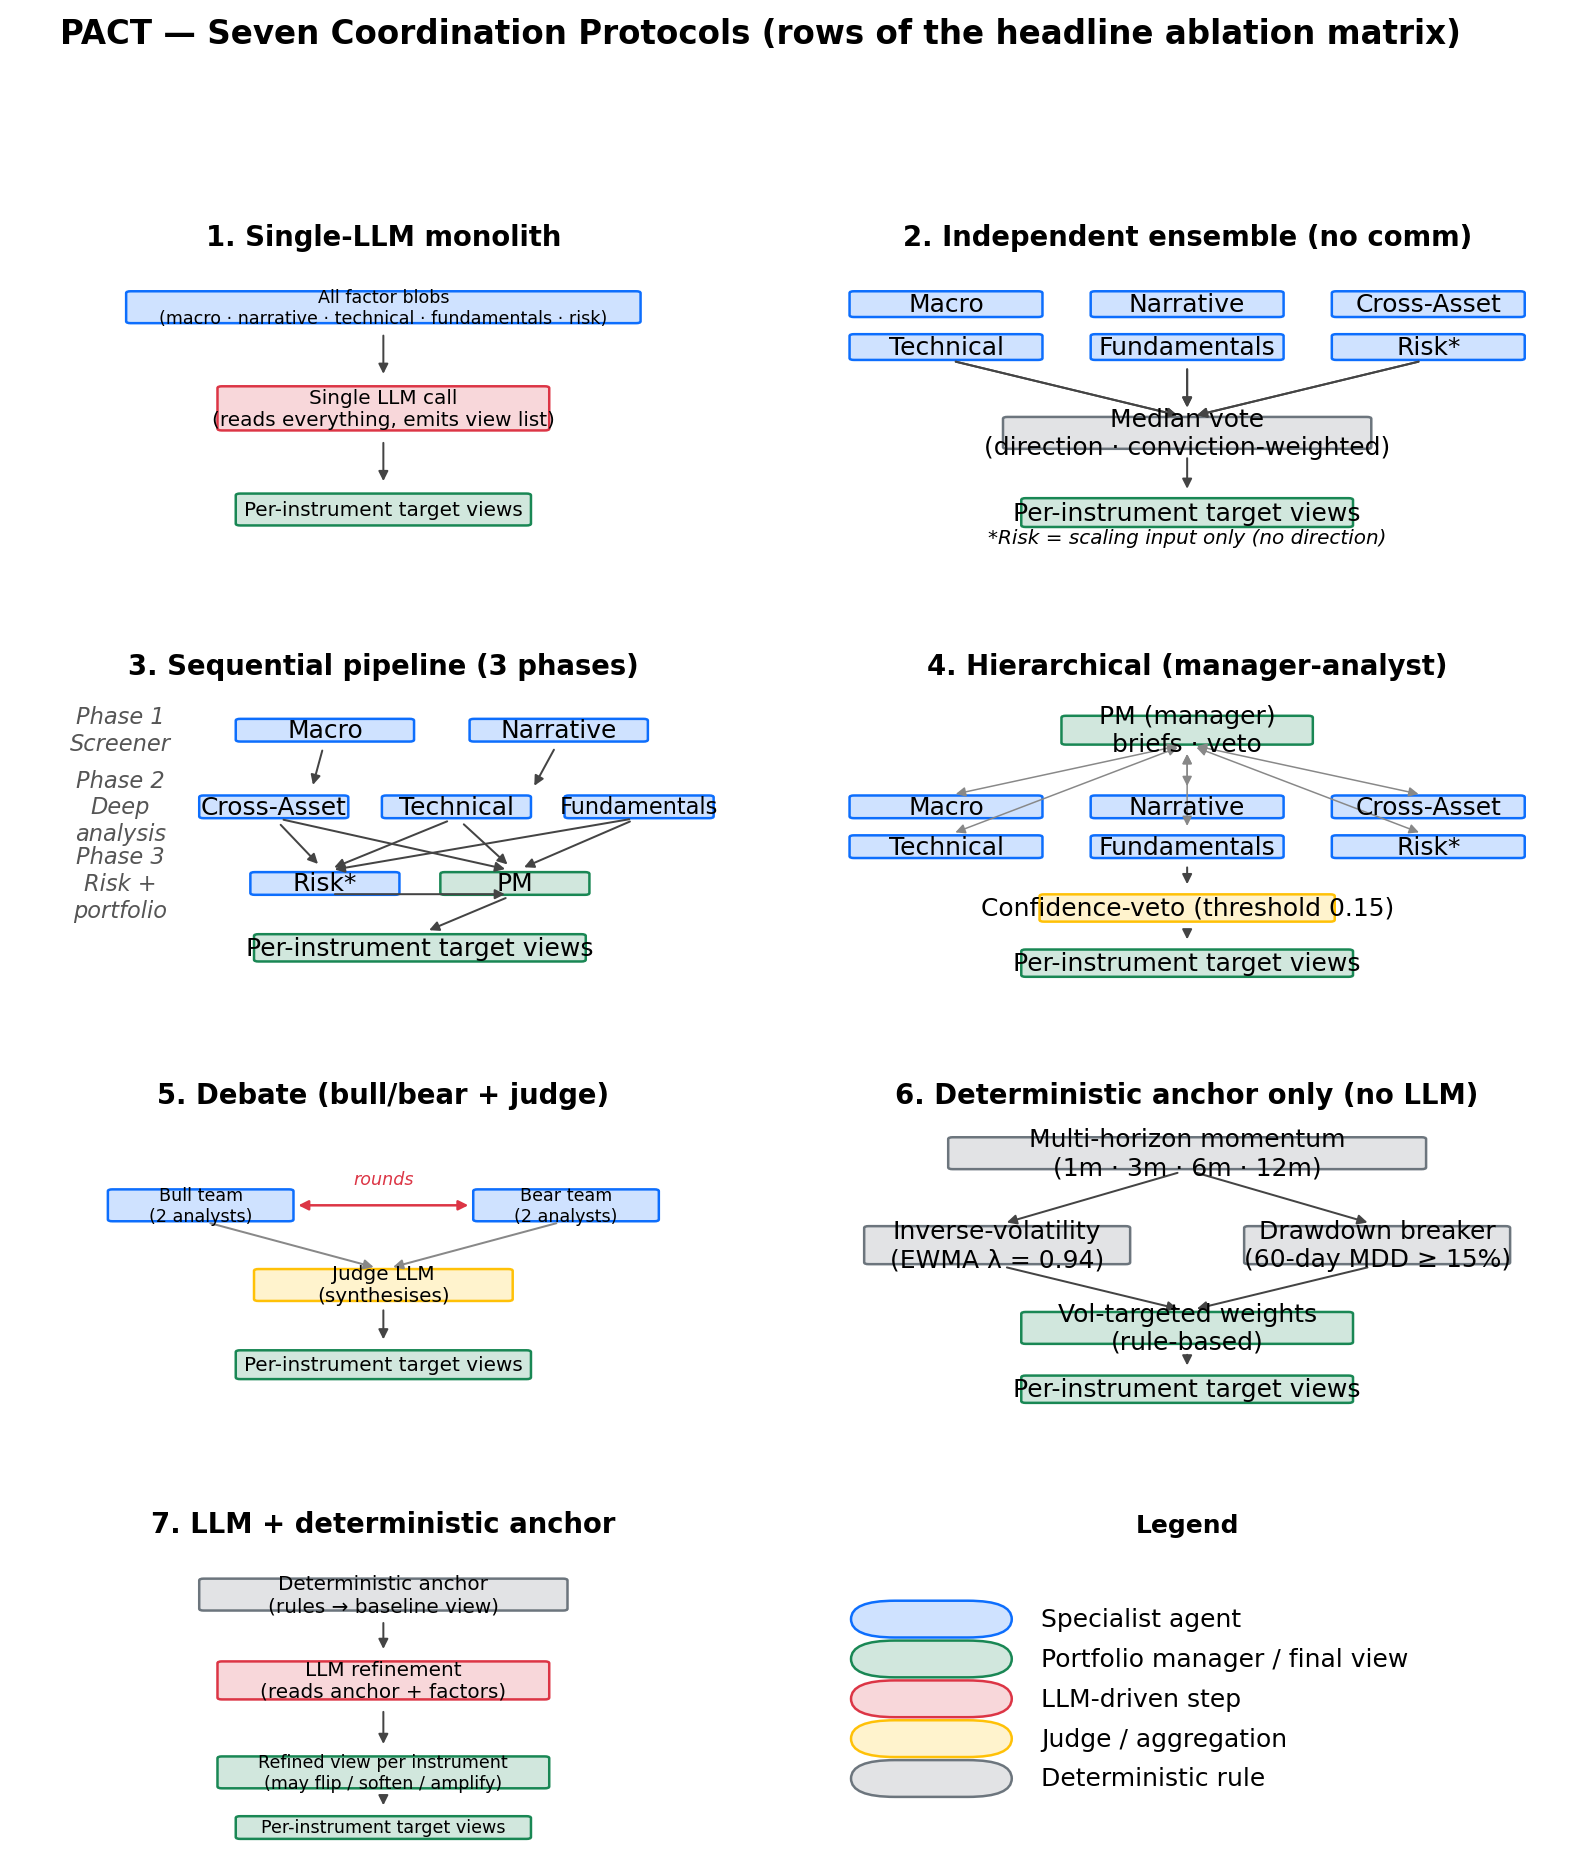 PACT — Seven Coordination Protocols (rows of the headline ablation matrix)
1. Single-LLM monolith
All factor blobs
(macro · narrative · technical · fundamentals · risk)
Single LLM call
(reads everything, emits view list)
Per-instrument target views
2. Independent ensemble (no comm)
Macro
Narrative
Cross-Asset
Technical
Fundamentals
Risk*
Median vote
(direction · conviction-weighted)
Per-instrument target views
*Risk = scaling input only (no direction)
3. Sequential pipeline (3 phases)
Phase 1
Screener
Macro
Narrative
Phase 2
Deep
analysis
Cross-Asset
Technical
Fundamentals
Phase 3
Risk +
portfolio
Risk*
PM
Per-instrument target views
4. Hierarchical (manager-analyst)
PM (manager)
briefs · veto
Macro
Narrative
Cross-Asset
Technical
Fundamentals
Risk*
Confidence-veto (threshold 0.15)
Per-instrument target views
5. Debate (bull/bear + judge)
rounds
Bull team
(2 analysts)
Bear team
(2 analysts)
Judge LLM
(synthesises)
Per-instrument target views
6. Deterministic anchor only (no LLM)
Multi-horizon momentum
(1m · 3m · 6m · 12m)
Inverse-volatility
(EWMA λ = 0.94)
Drawdown breaker
(60-day MDD ≥ 15%)
Vol-targeted weights
(rule-based)
Per-instrument target views
7. LLM + deterministic anchor
Deterministic anchor
(rules → baseline view)
LLM refinement
(reads anchor + factors)
Refined view per instrument
(may flip / soften / amplify)
Per-instrument target views
Legend
Specialist agent
Portfolio manager / final view
LLM-driven step
Judge / aggregation
Deterministic rule